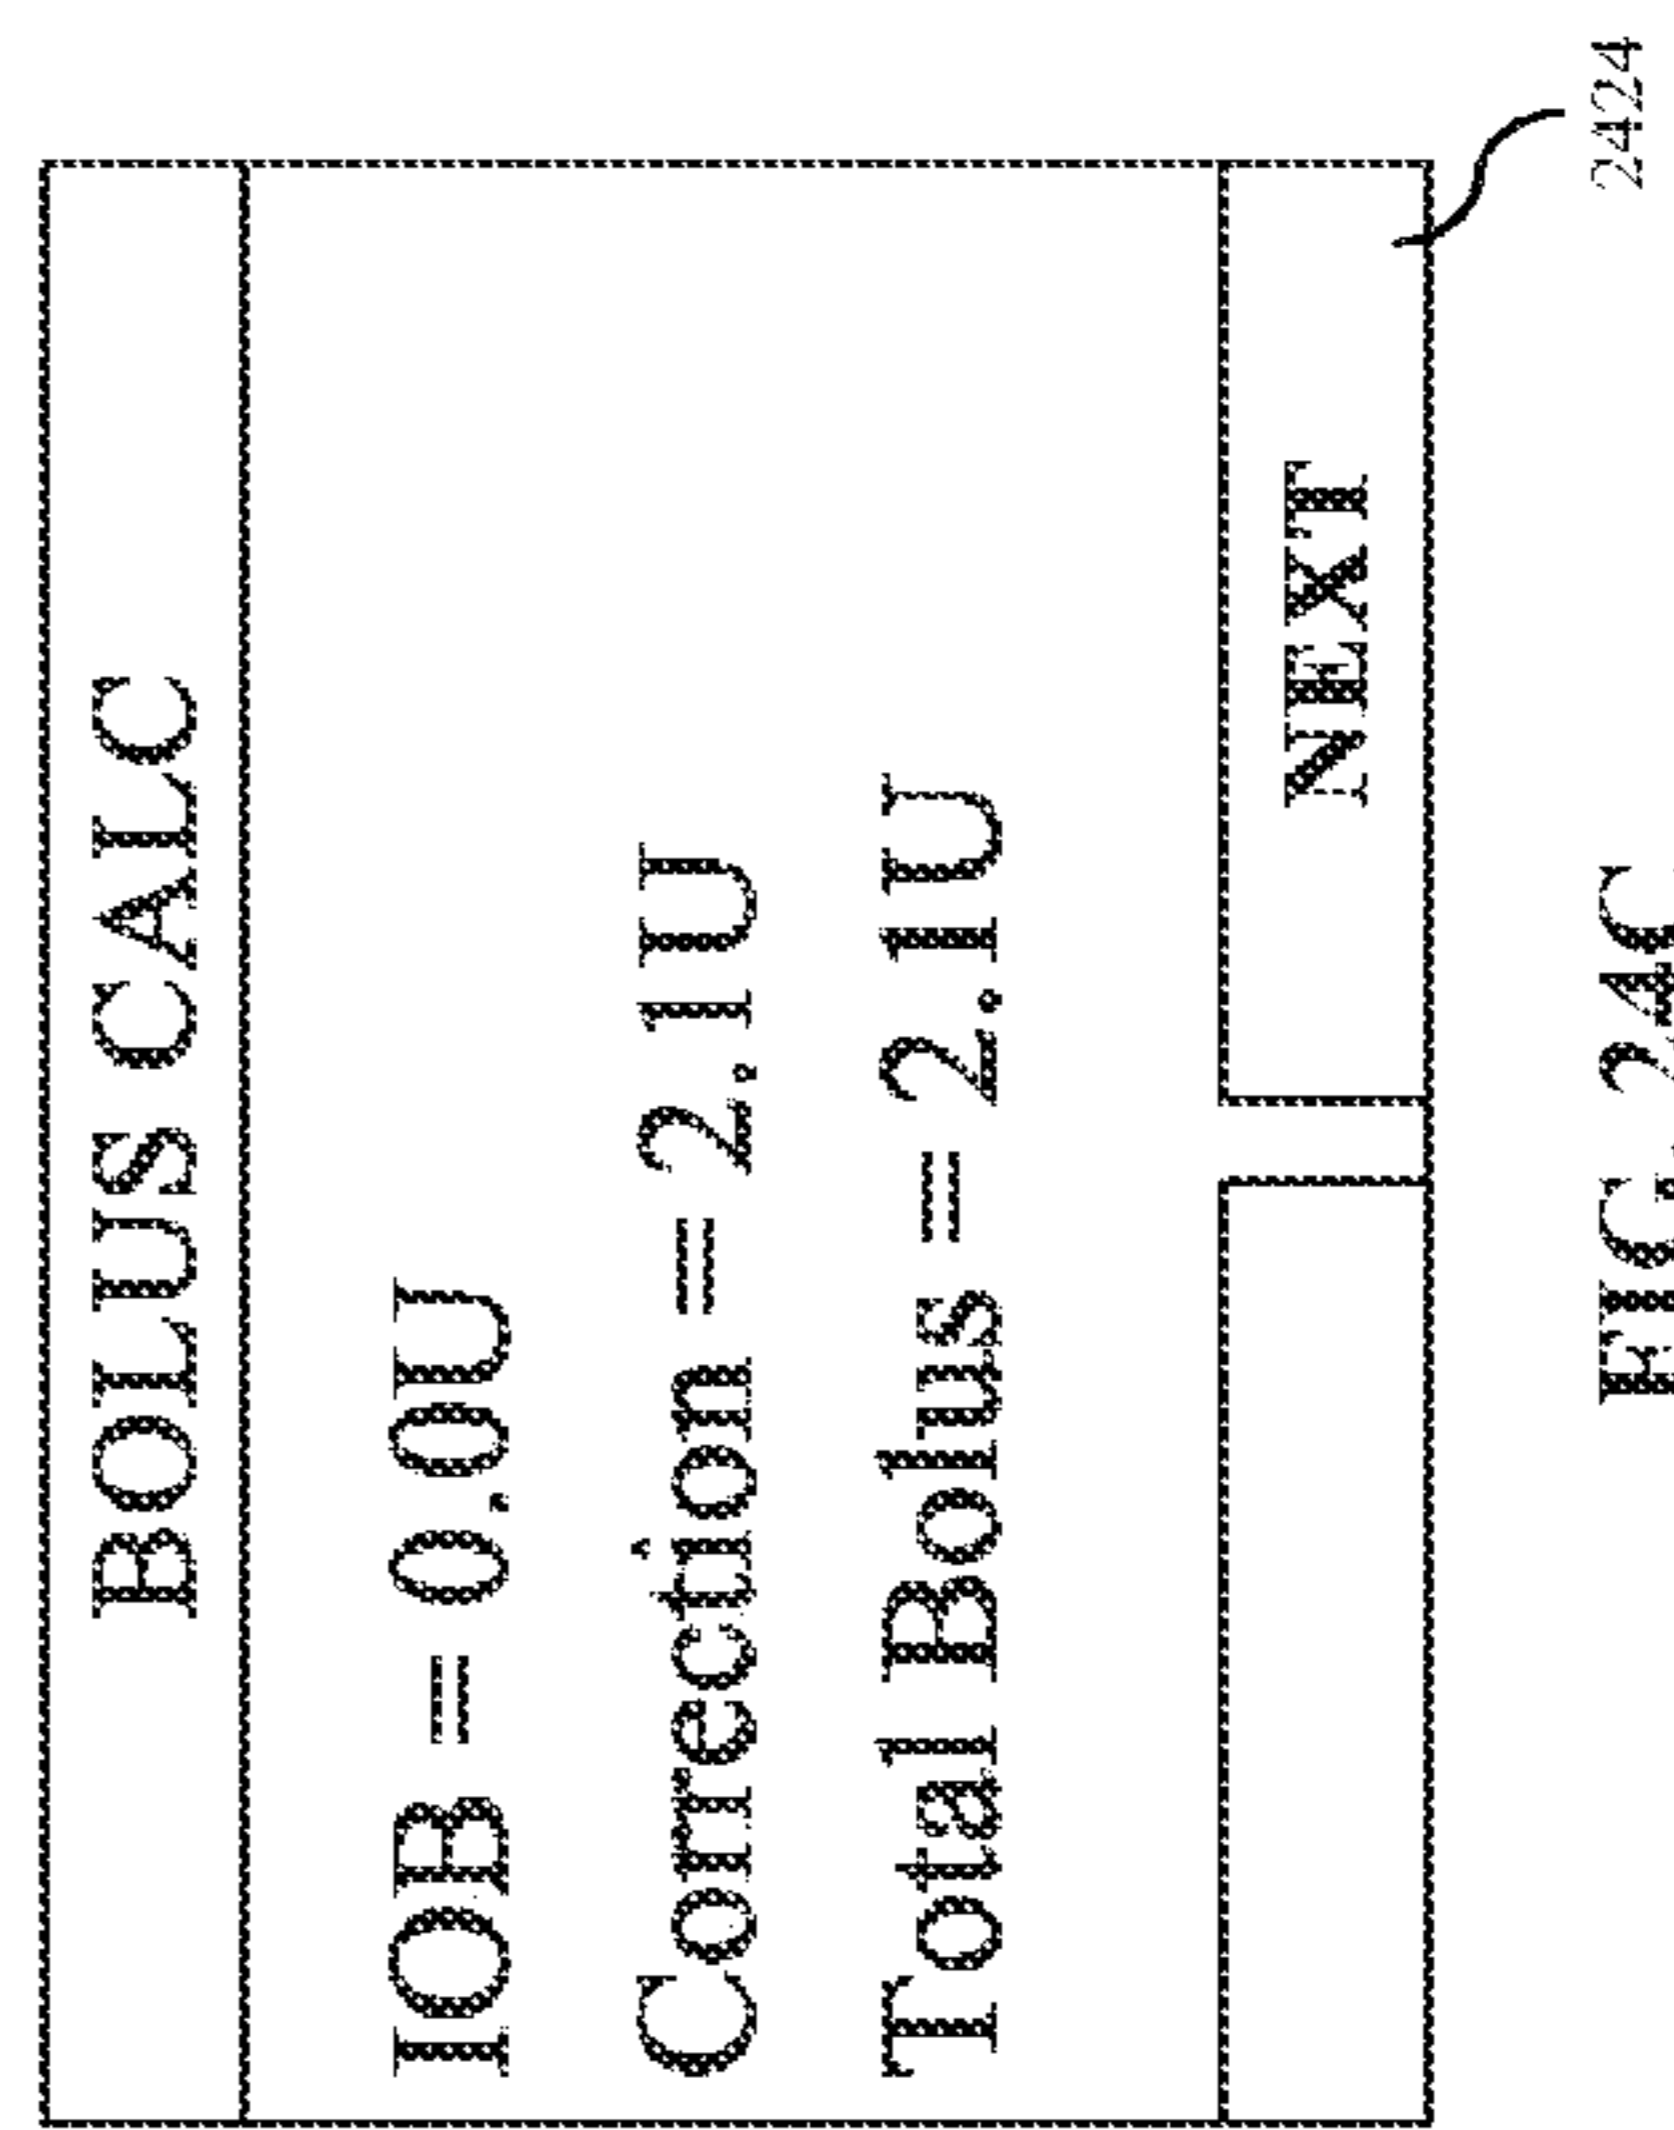 BOLUS CALC
IOB = 0.0U
Correction = 2.1U
Total Bolus = 2.1U
NEXT
2424
FIG. 24C